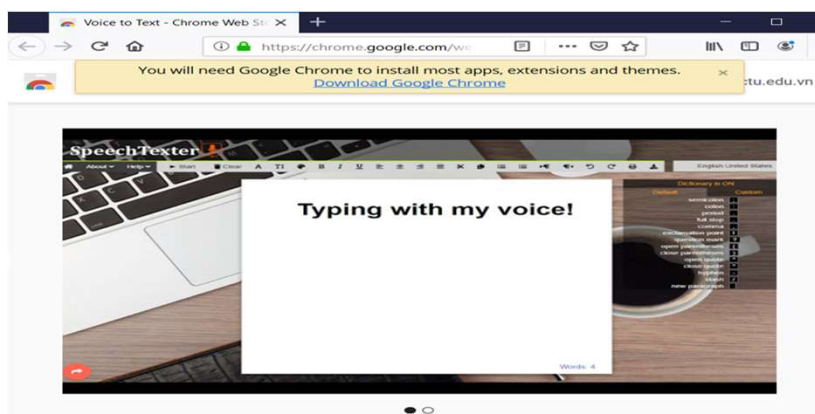 Voice to Text - Chrome Web St
https://chrome.google.com/we
You will need Google Chrome to install most apps, extensions and themes.
Download Google Chrome
ctu.edu.vn
SpeechTexter
About Help Start Clear A TI B I U English United States
Dictionary is ON
Default Custom
semicolon
colon
period
full stop
comma
exclamation point
question mark
open parentheses
close parentheses
open quote
close quote
hyphen
slash
new paragraph
Typing with my voice!
Words: 4